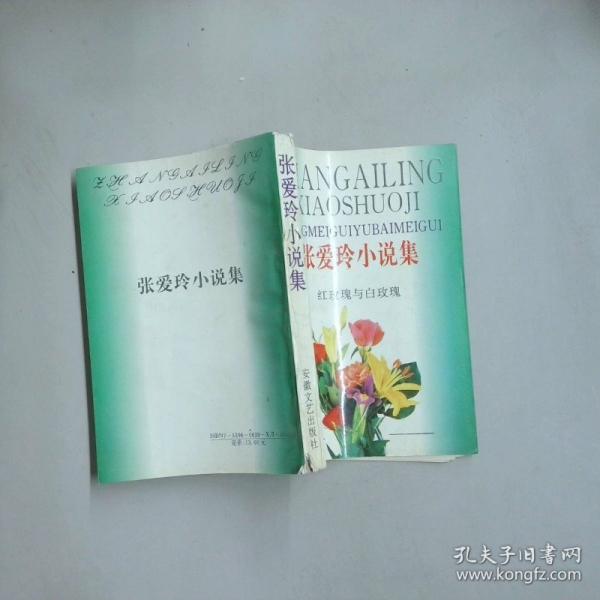 ZHANGAILING
XIAOSHUOJI
张爱玲小说集
张爱玲小说集
安徽文艺出版社
ANGAILING
XIAOSHUOJI
GMEIGUIYUBAIMEIGUI
张爱玲小说集
红玫瑰与白玫瑰
孔夫子旧书网
www.kongfz.com